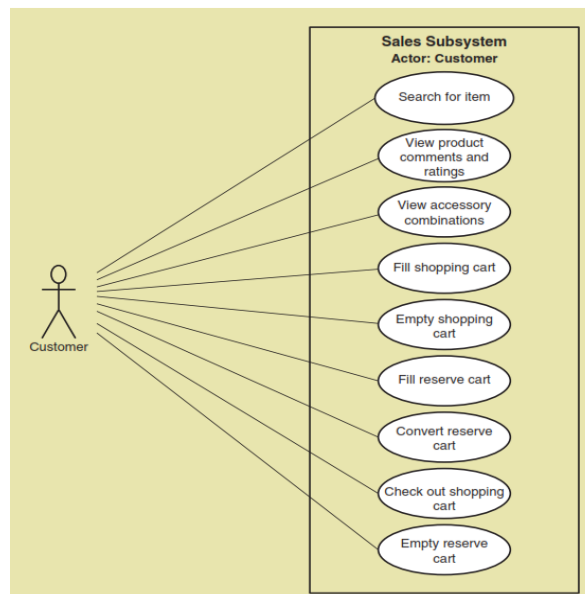 Sales Subsystem
Actor: Customer
Search for item
View product
comments and
ratings
View accessory
combinations
Fill shopping cart
Empty shopping
cart
Customer
Fill reserve cart
Convert reserve
cart
Check out shopping
cart
Empty reserve
cart